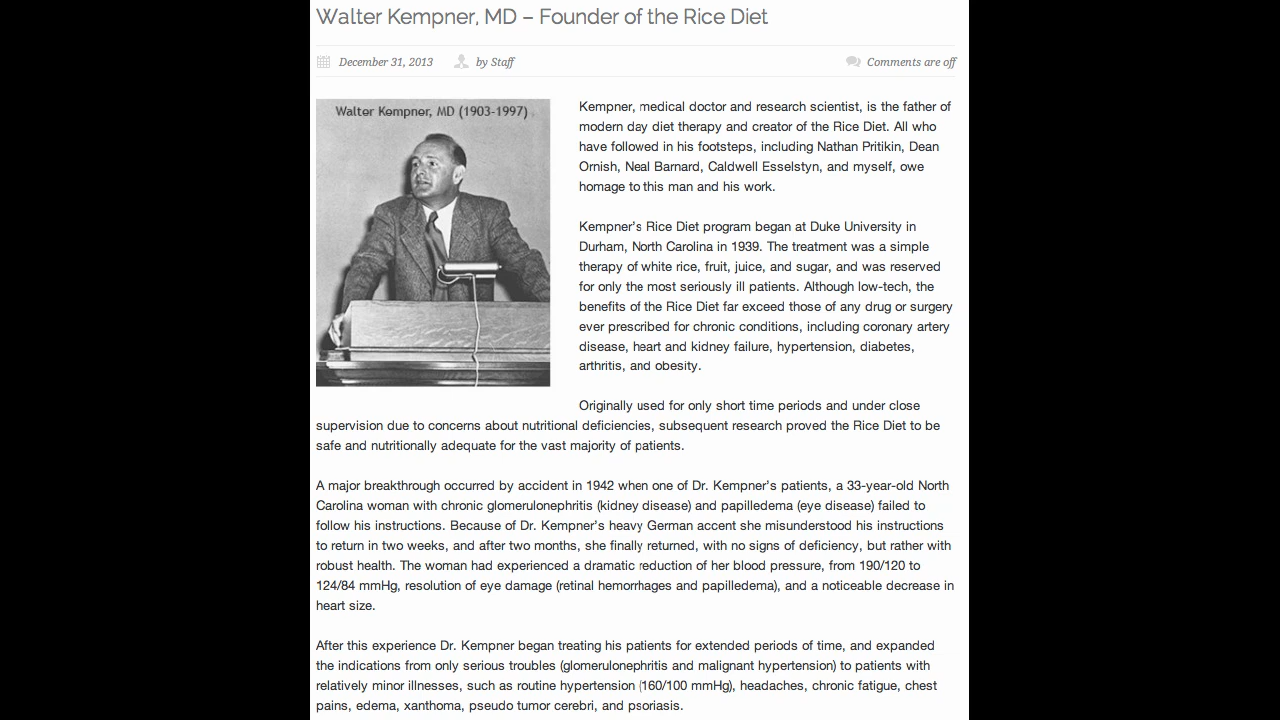 Walter Kempner, MD – Founder of the Rice Diet
December 31, 2013 by Staff Comments are off
Walter Kempner, MD (1903-1997)
Kempner, medical doctor and research scientist, is the father of
modern day diet therapy and creator of the Rice Diet. All who
have followed in his footsteps, including Nathan Pritikin, Dean
Ornish, Neal Barnard, Caldwell Esselstyn, and myself, owe
homage to this man and his work.
Kempner's Rice Diet program began at Duke University in
Durham, North Carolina in 1939. The treatment was a simple
therapy of white rice, fruit, juice, and sugar, and was reserved
for only the most seriously ill patients. Although low-tech, the
benefits of the Rice Diet far exceed those of any drug or surgery
ever prescribed for chronic conditions, including coronary artery
disease, heart and kidney failure, hypertension, diabetes,
arthritis, and obesity.
Originally used for only short time periods and under close
supervision due to concerns about nutritional deficiencies, subsequent research proved the Rice Diet to be
safe and nutritionally adequate for the vast majority of patients.
A major breakthrough occurred by accident in 1942 when one of Dr. Kempner's patients, a 33-year-old North
Carolina woman with chronic glomerulonephritis (kidney disease) and papilledema (eye disease) failed to
follow his instructions. Because of Dr. Kempner's heavy German accent she misunderstood his instructions
to return in two weeks, and after two months, she finally returned, with no signs of deficiency, but rather with
robust health. The woman had experienced a dramatic reduction of her blood pressure, from 190/120 to
124/84 mmHg, resolution of eye damage (retinal hemorrhages and papilledema), and a noticeable decrease in
heart size.
After this experience Dr. Kempner began treating his patients for extended periods of time, and expanded
the indications from only serious troubles (glomerulonephritis and malignant hypertension) to patients with
relatively minor illnesses, such as routine hypertension (160/100 mmHg), headaches, chronic fatigue, chest
pains, edema, xanthoma, pseudo tumor cerebri, and psoriasis.